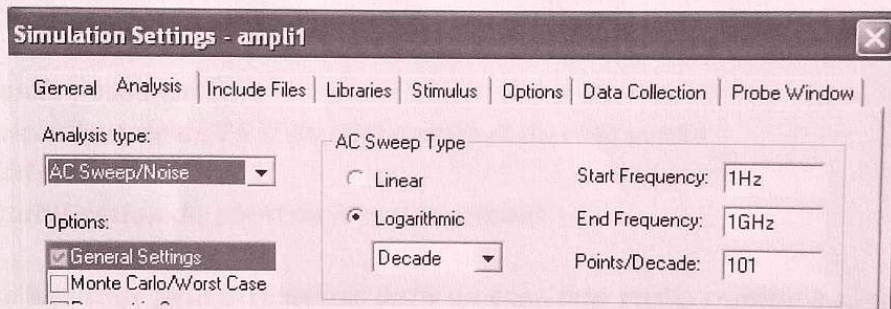 Simulation Settings - ampli1
General Analysis Include Files Libraries Stimulus Options Data Collection Probe Window
Analysis type:
AC Sweep/Noise
Options:
General Settings
Monte Carlo/Worst Case
AC Sweep Type
Linear
Logarithmic
Decade
Start Frequency: 1Hz
End Frequency: 1GHz
Points/Decade: 101